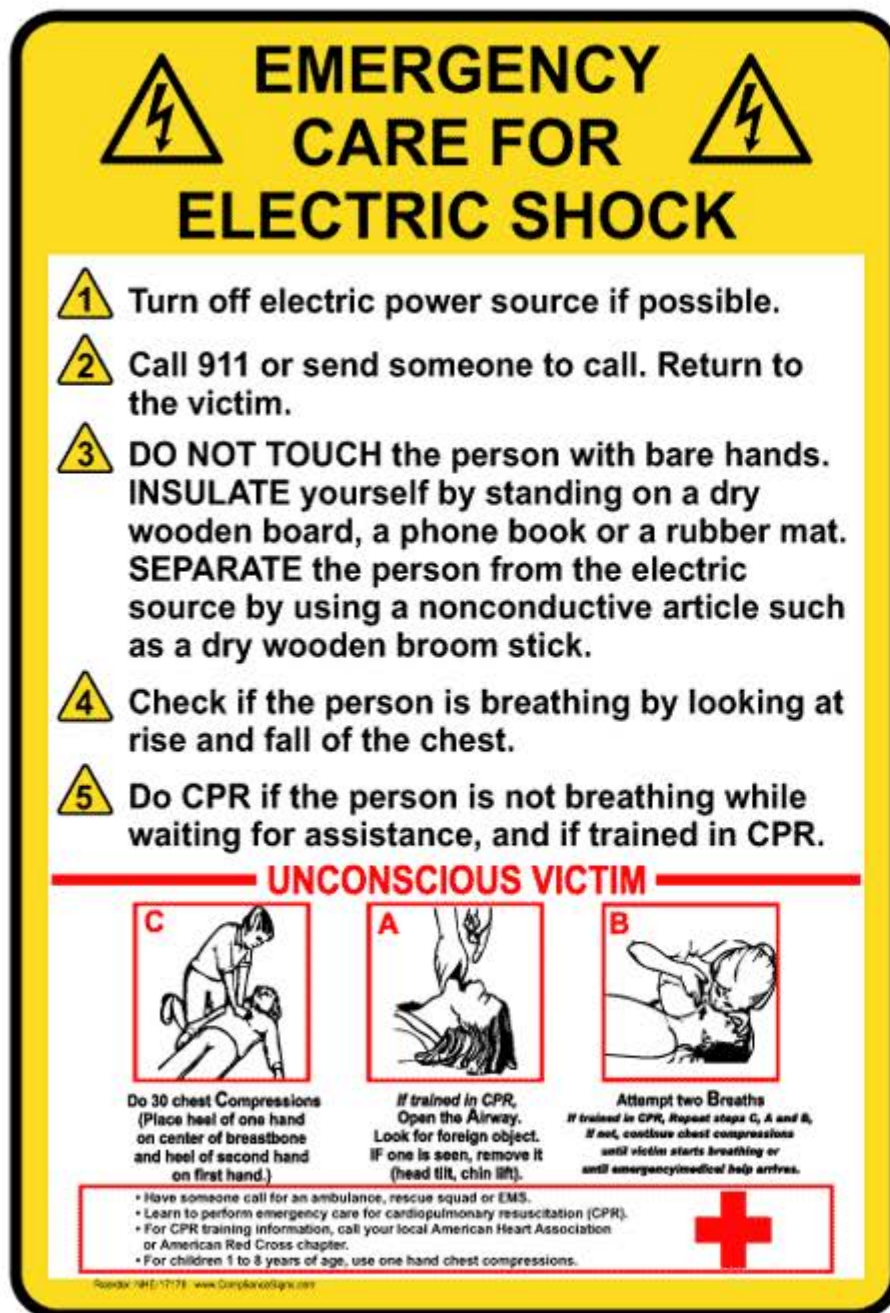 EMERGENCY
CARE FOR
ELECTRIC SHOCK
1 Turn off electric power source if possible.
2 Call 911 or send someone to call. Return to
the victim.
3 DO NOT TOUCH the person with bare hands.
INSULATE yourself by standing on a dry
wooden board, a phone book or a rubber mat.
SEPARATE the person from the electric
source by using a nonconductive article such
as a dry wooden broom stick.
4 Check if the person is breathing by looking at
rise and fall of the chest.
5 Do CPR if the person is not breathing while
waiting for assistance, and if trained in CPR.
UNCONSCIOUS VICTIM
C
Do 30 chest Compressions
(Place heel of one hand
on center of breastbone
and heel of second hand
on first hand.)
A
If trained in CPR,
Open the Airway.
Look for foreign object.
IF one is seen, remove it
(head tilt, chin lift).
B
Attempt two Breaths
If trained in CPR, Repeat steps C, A and B,
If not, continue chest compressions
until victim starts breathing or
until emergency/medical help arrives.
• Have someone call for an ambulance, rescue squad or EMS.
• Learn to perform emergency care for cardiopulmonary resuscitation (CPR).
• For CPR training information, call your local American Heart Association
or American Red Cross chapter.
• For children 1 to 8 years of age, use one hand chest compressions.
Reorder: NHE-17178 www.ComplianceSigns.com